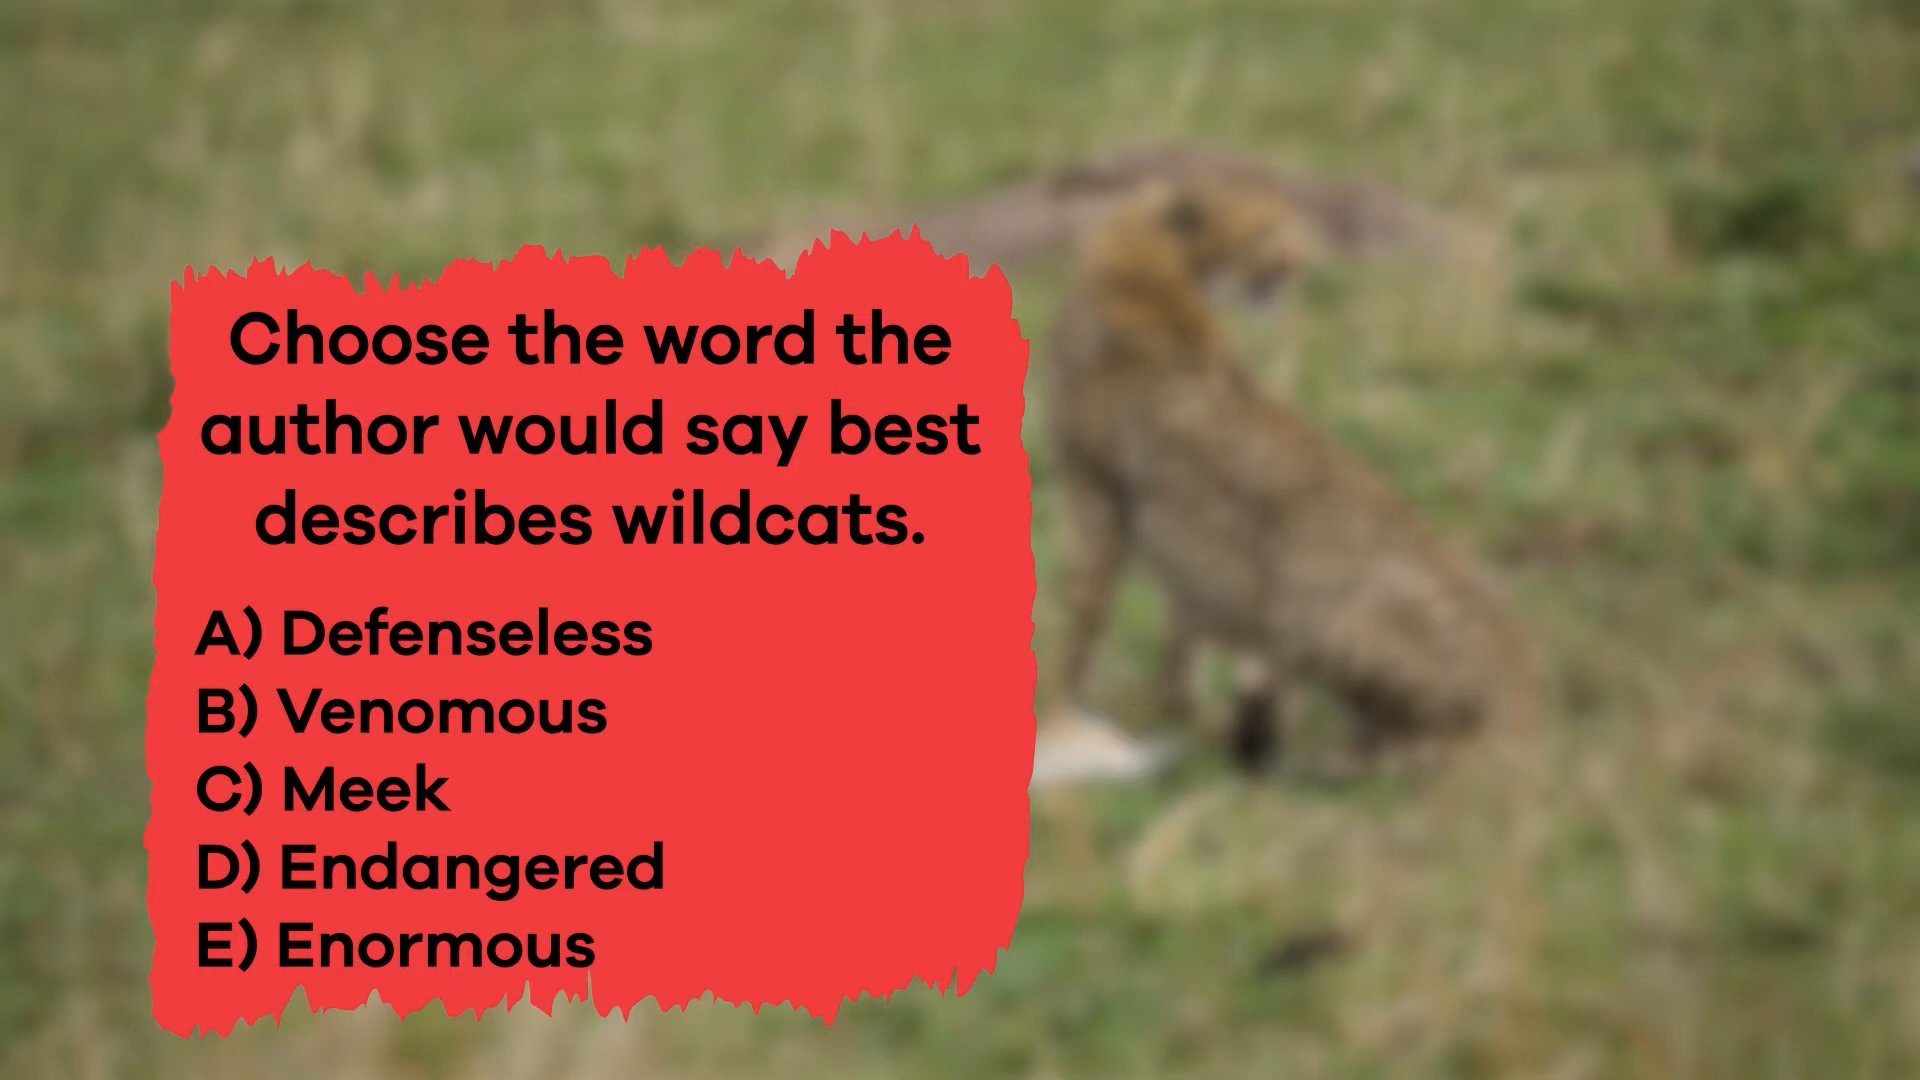 Choose the word the
author would say best
describes wildcats.
A) Defenseless
B) Venomous
C) Meek
D) Endangered
E) Enormous